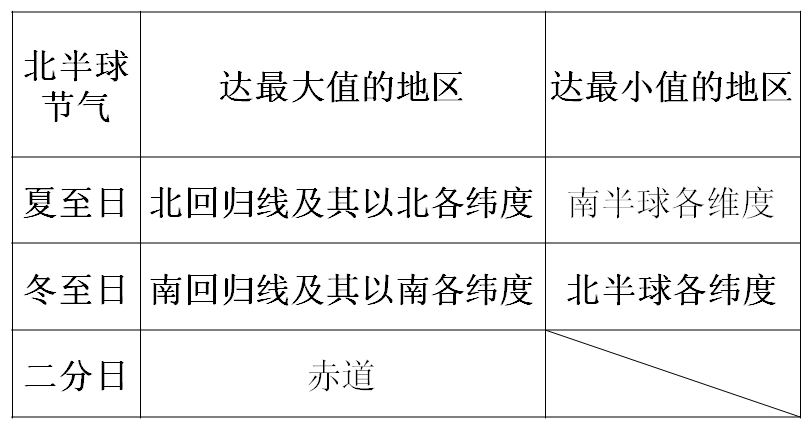 北半球
节气
达最大值的地区
达最小值的地区
夏至日
北回归线及其以北各纬度
南半球各维度
冬至日
南回归线及其以南各纬度
北半球各纬度
二分日
赤道